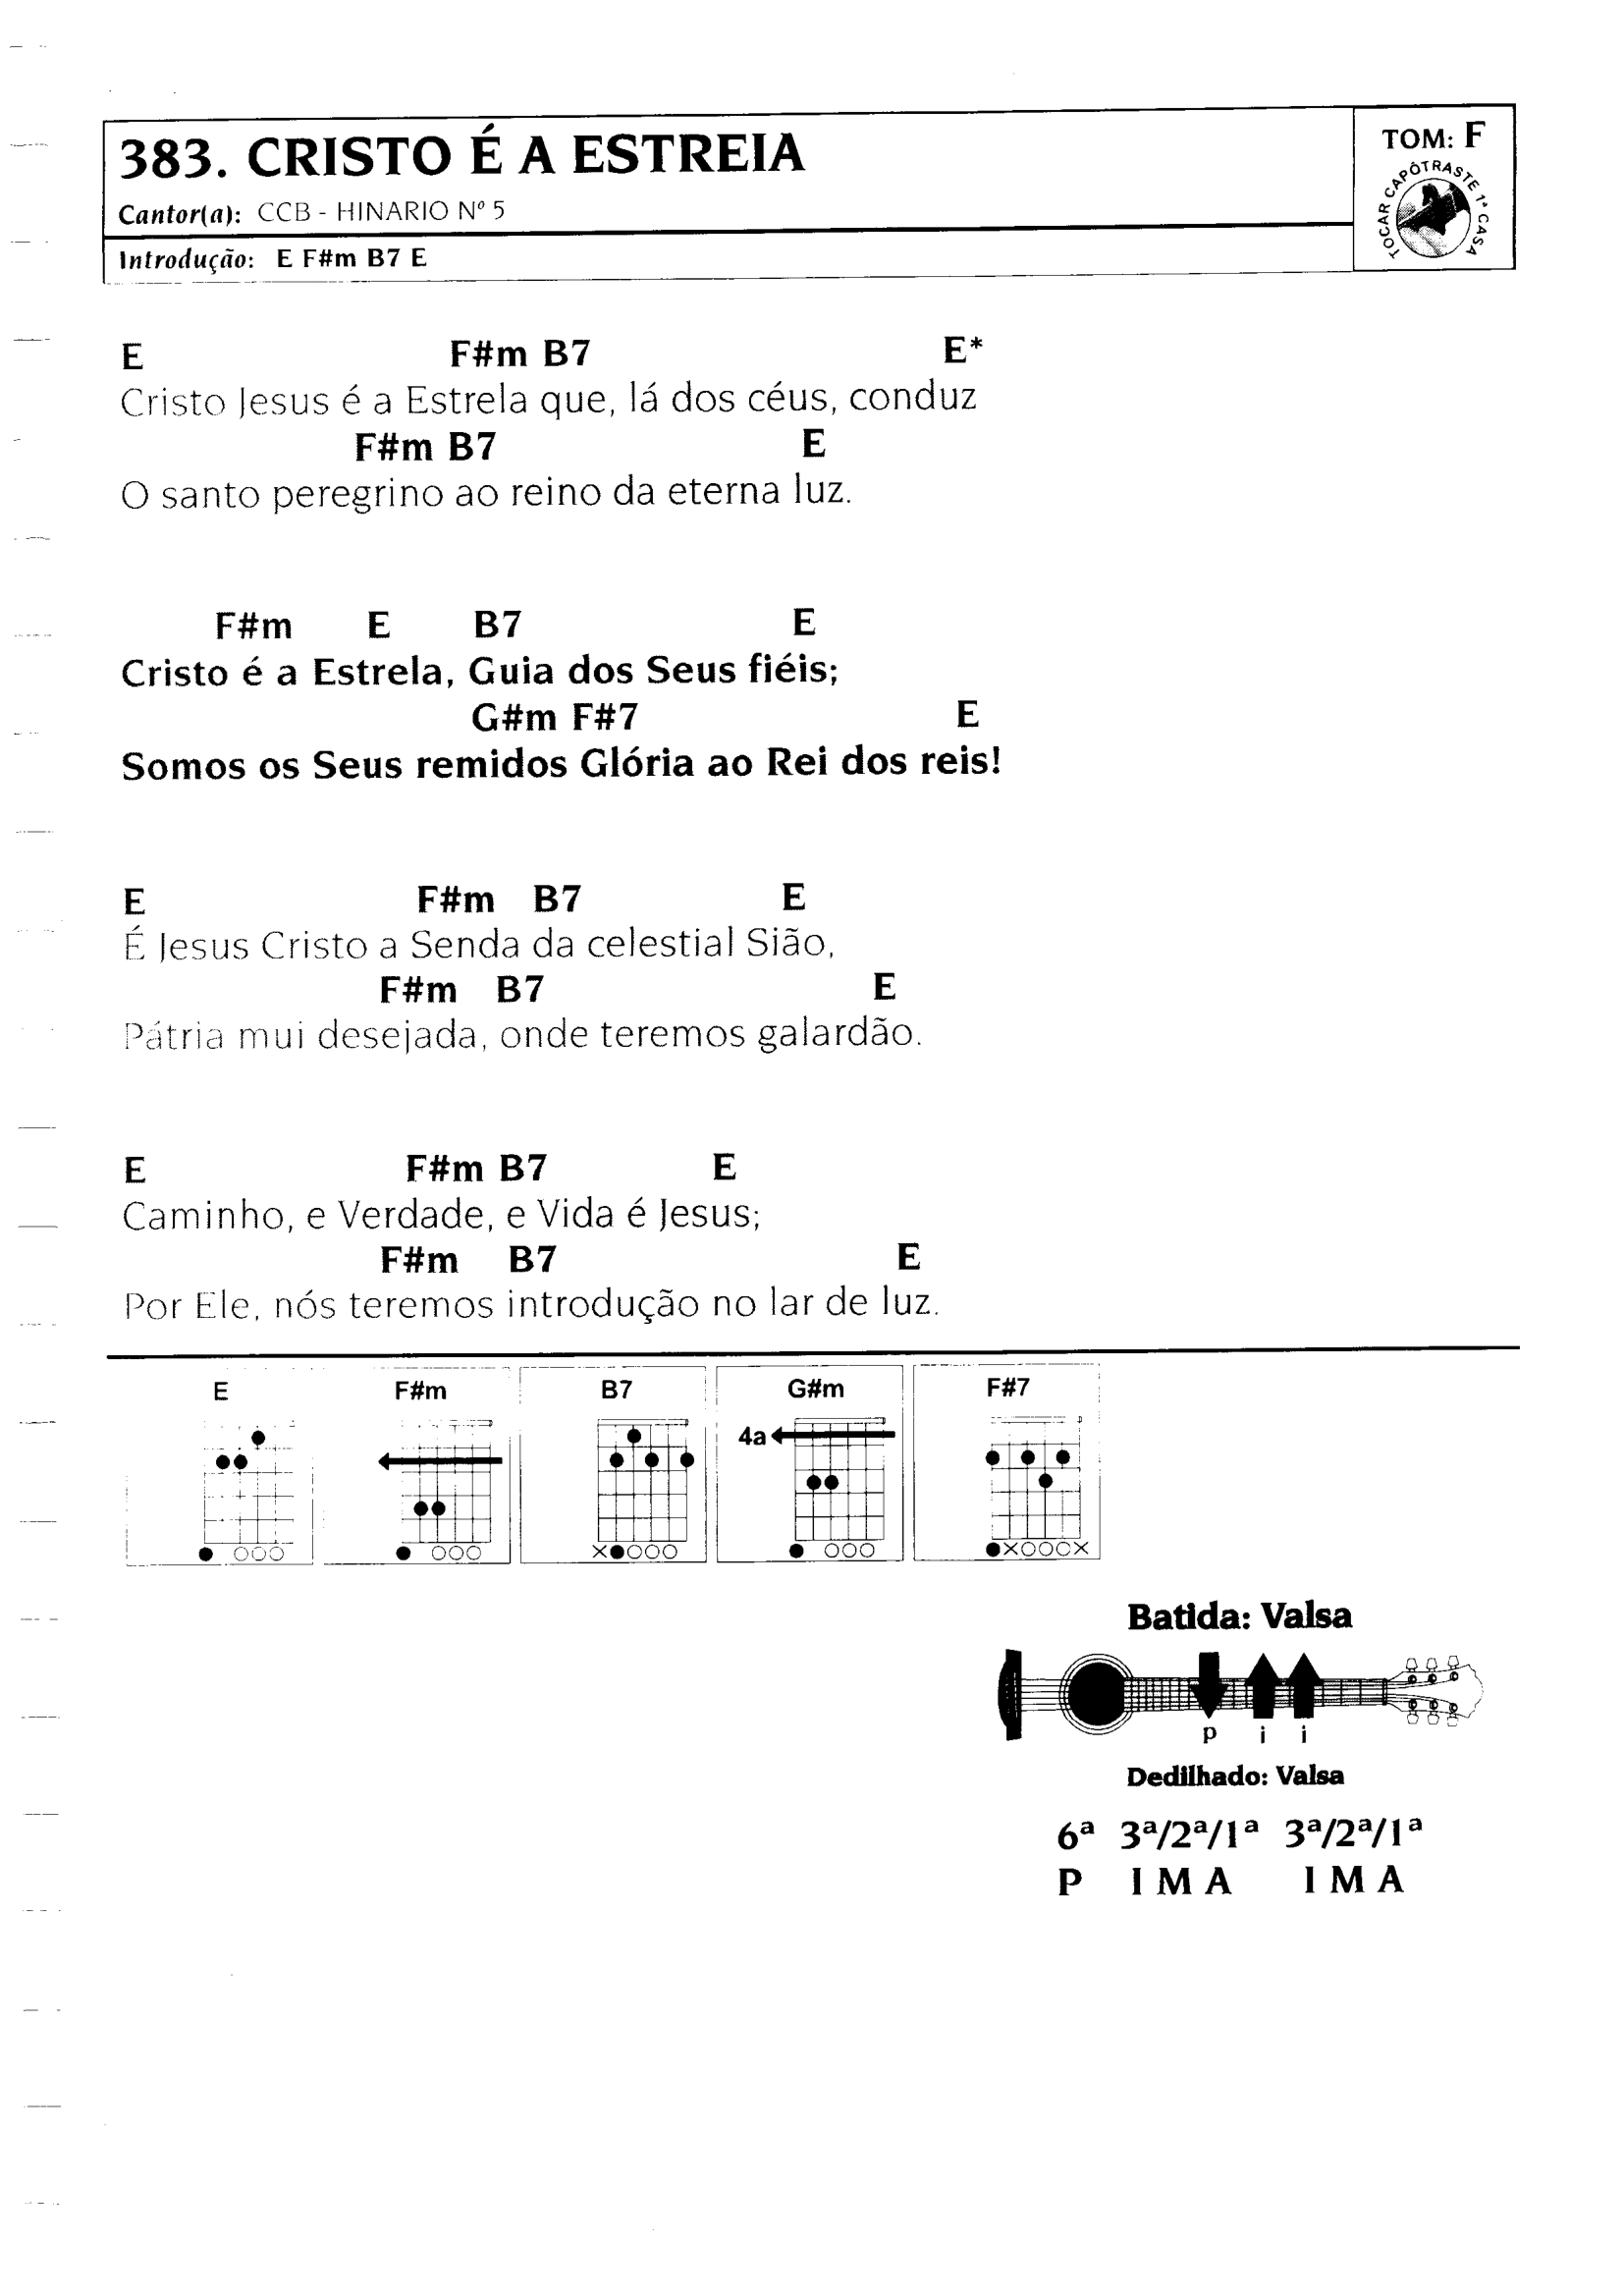 383. CRISTO É A ESTREIA
TOM: F
TOCAR CAPÔTRASTE 1ª CASA
Cantor(a): CCB - HINARIO Nº 5
Introdução: E F#m B7 E
E F#m B7 E*
Cristo Jesus é a Estrela que, lá dos céus, conduz
F#m B7 E
O santo peregrino ao reino da eterna luz.
F#m E B7 E
Cristo é a Estrela, Guia dos Seus fiéis;
G#m F#7 E
Somos os Seus remidos Glória ao Rei dos reis!
E F#m B7 E
É Jesus Cristo a Senda da celestial Sião,
F#m B7 E
Pátria mui desejada, onde teremos galardão.
E F#m B7 E
Caminho, e Verdade, e Vida é Jesus;
F#m B7 E
Por Ele, nós teremos introdução no lar de luz.
E F#m B7 G#m F#7
4a
Batida: Valsa
p i i
Dedilhado: Valsa
6ª 3ª/2ª/1ª 3ª/2ª/1ª
P I M A I M A